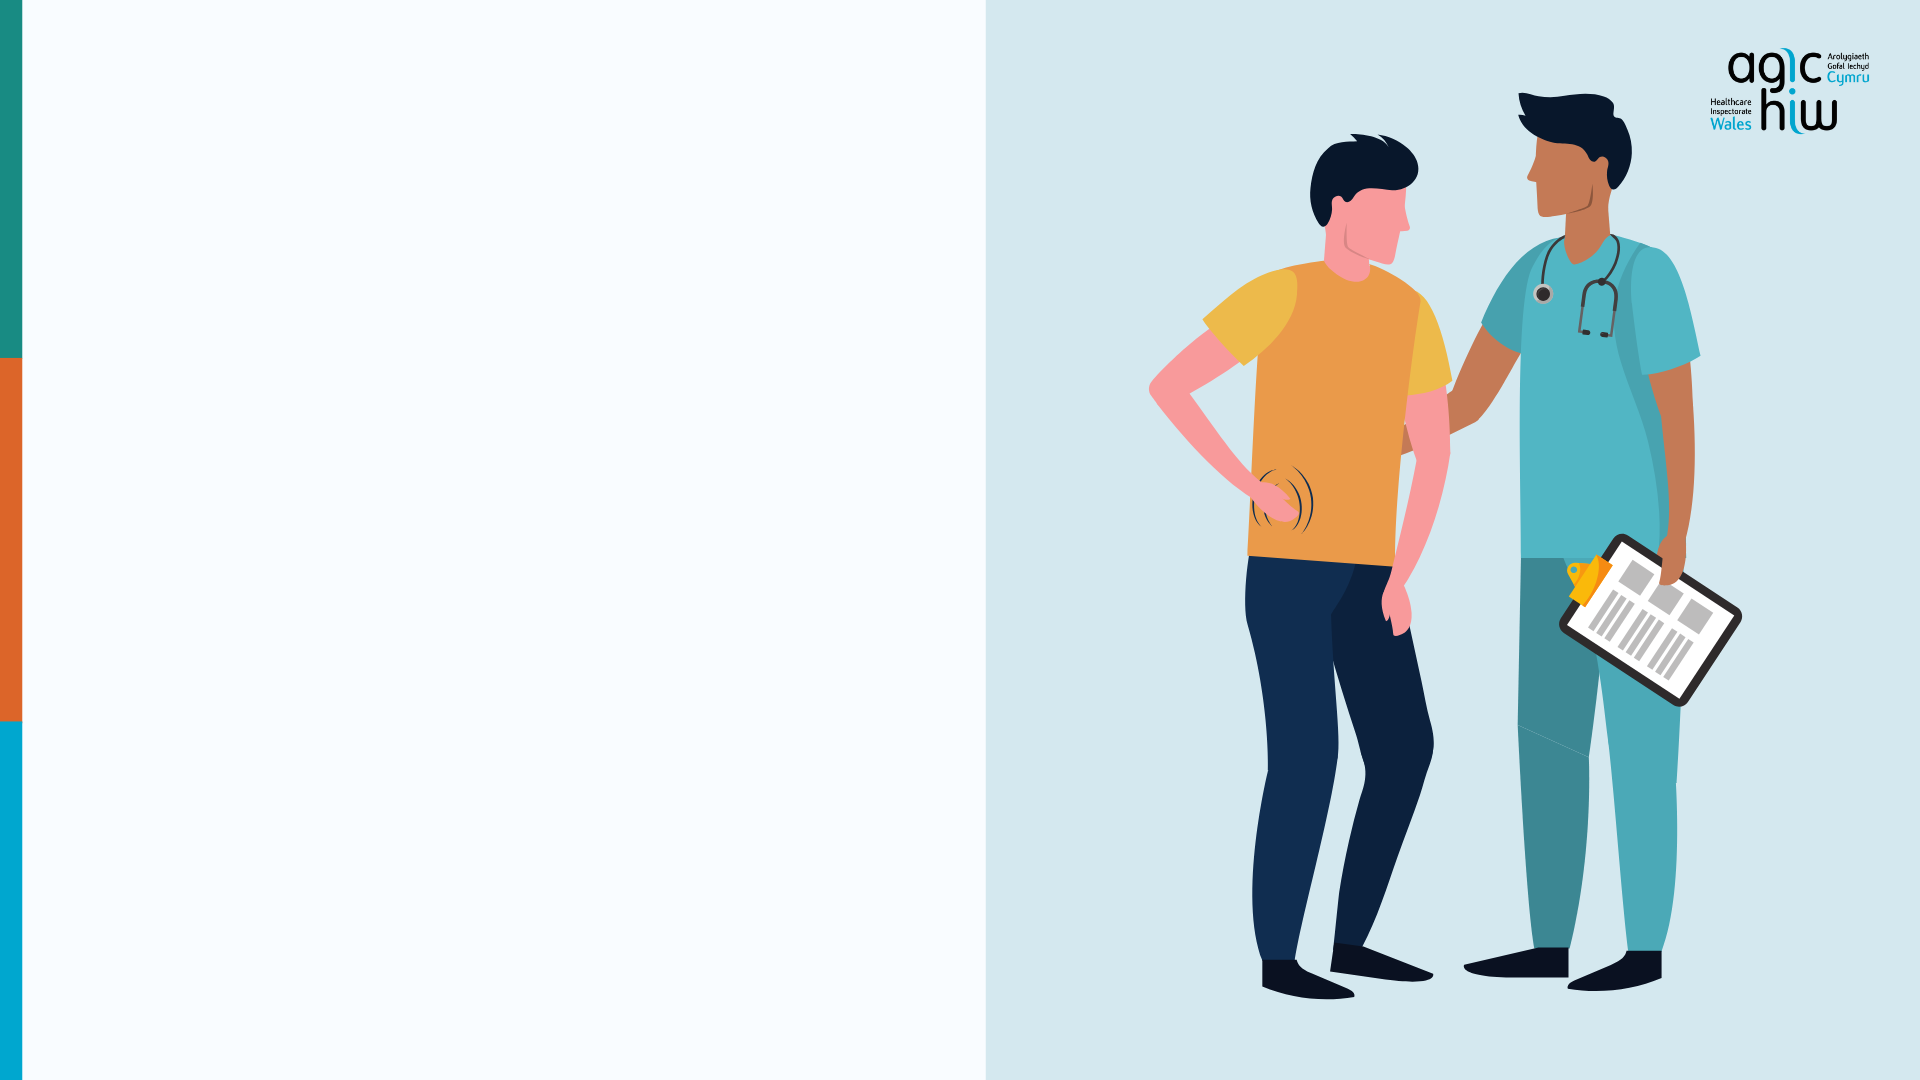 agic
Arolygiaeth
Gofal Iechyd
Cymru
Healthcare
Inspectorate
Wales
hiw